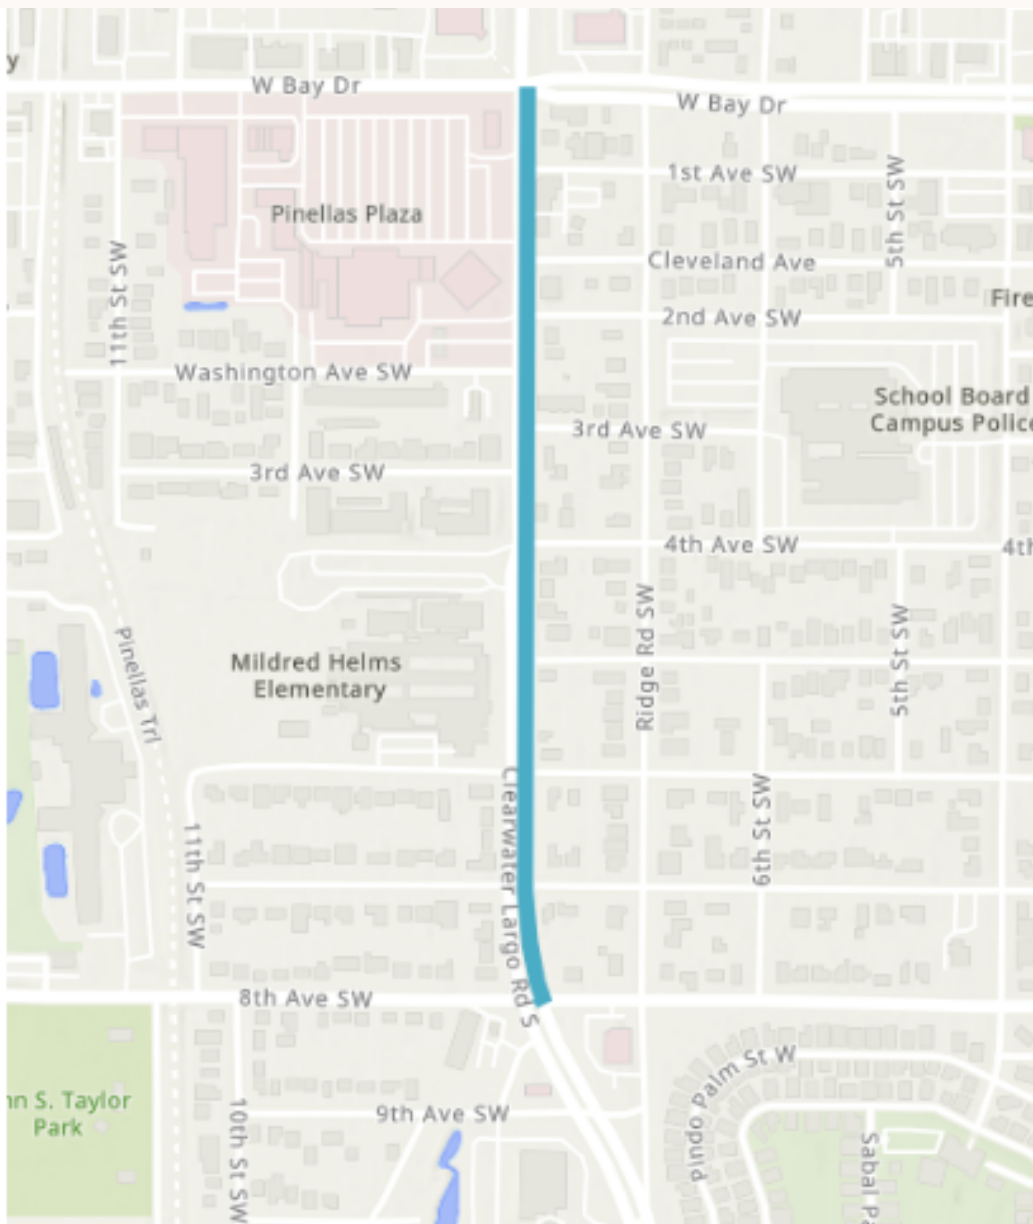 y
W Bay Dr
W Bay Dr
1st Ave SW
5th St SW
Pinellas Plaza
11th St SW
Cleveland Ave
Fire
2nd Ave SW
Washington Ave SW
School Board
Campus Police
3rd Ave SW
3rd Ave SW
4th Ave SW
4th
Ridge Rd SW
5th St SW
Pinellas Trl
Mildred Helms
Elementary
Clearwater Largo Rd S
6th St SW
11th St SW
8th Ave SW
Pindo Palm St W
nn S. Taylor
Park
10th St SW
9th Ave SW
Sabal Pa